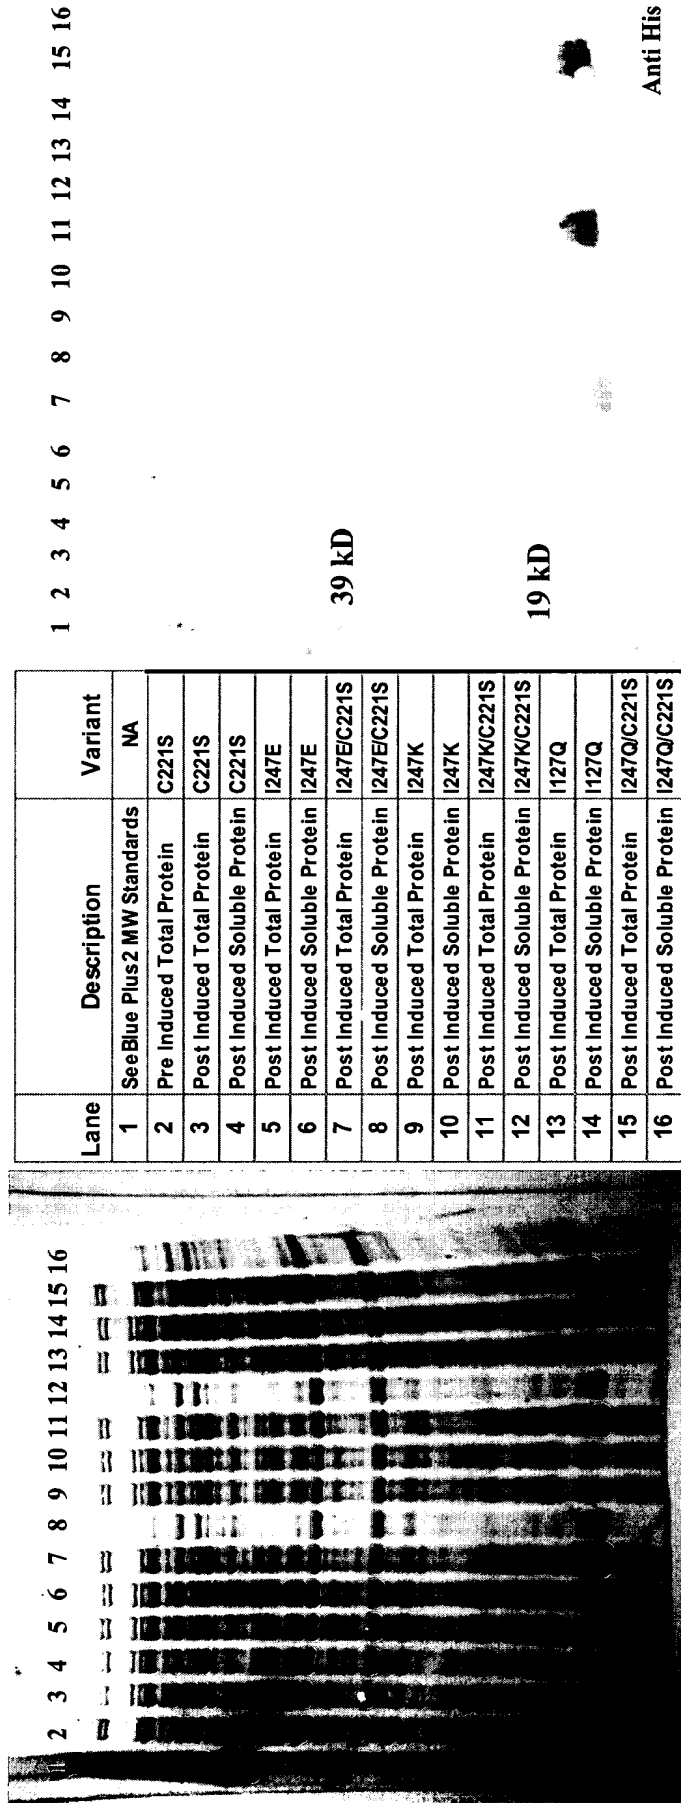 2 3 4 5 6 7 8 9 10 11 12 13 14 15 16
Lane Description Variant
1 SeeBlue Plus2 MW Standards NA
2 Pre Induced Total Protein C221S
3 Post Induced Total Protein C221S
4 Post Induced Soluble Protein C221S
5 Post Induced Total Protein I247E
6 Post Induced Soluble Protein I247E
7 Post Induced Total Protein I247E/C221S
8 Post Induced Soluble Protein I247E/C221S
9 Post Induced Total Protein I247K
10 Post Induced Soluble Protein I247K
11 Post Induced Total Protein I247K/C221S
12 Post Induced Soluble Protein I247K/C221S
13 Post Induced Total Protein I127Q
14 Post Induced Soluble Protein I127Q
15 Post Induced Total Protein I247Q/C221S
16 Post Induced Soluble Protein I247Q/C221S
1 2 3 4 5 6 7 8 9 10 11 12 13 14 15 16
39 kD
19 kD
Anti His